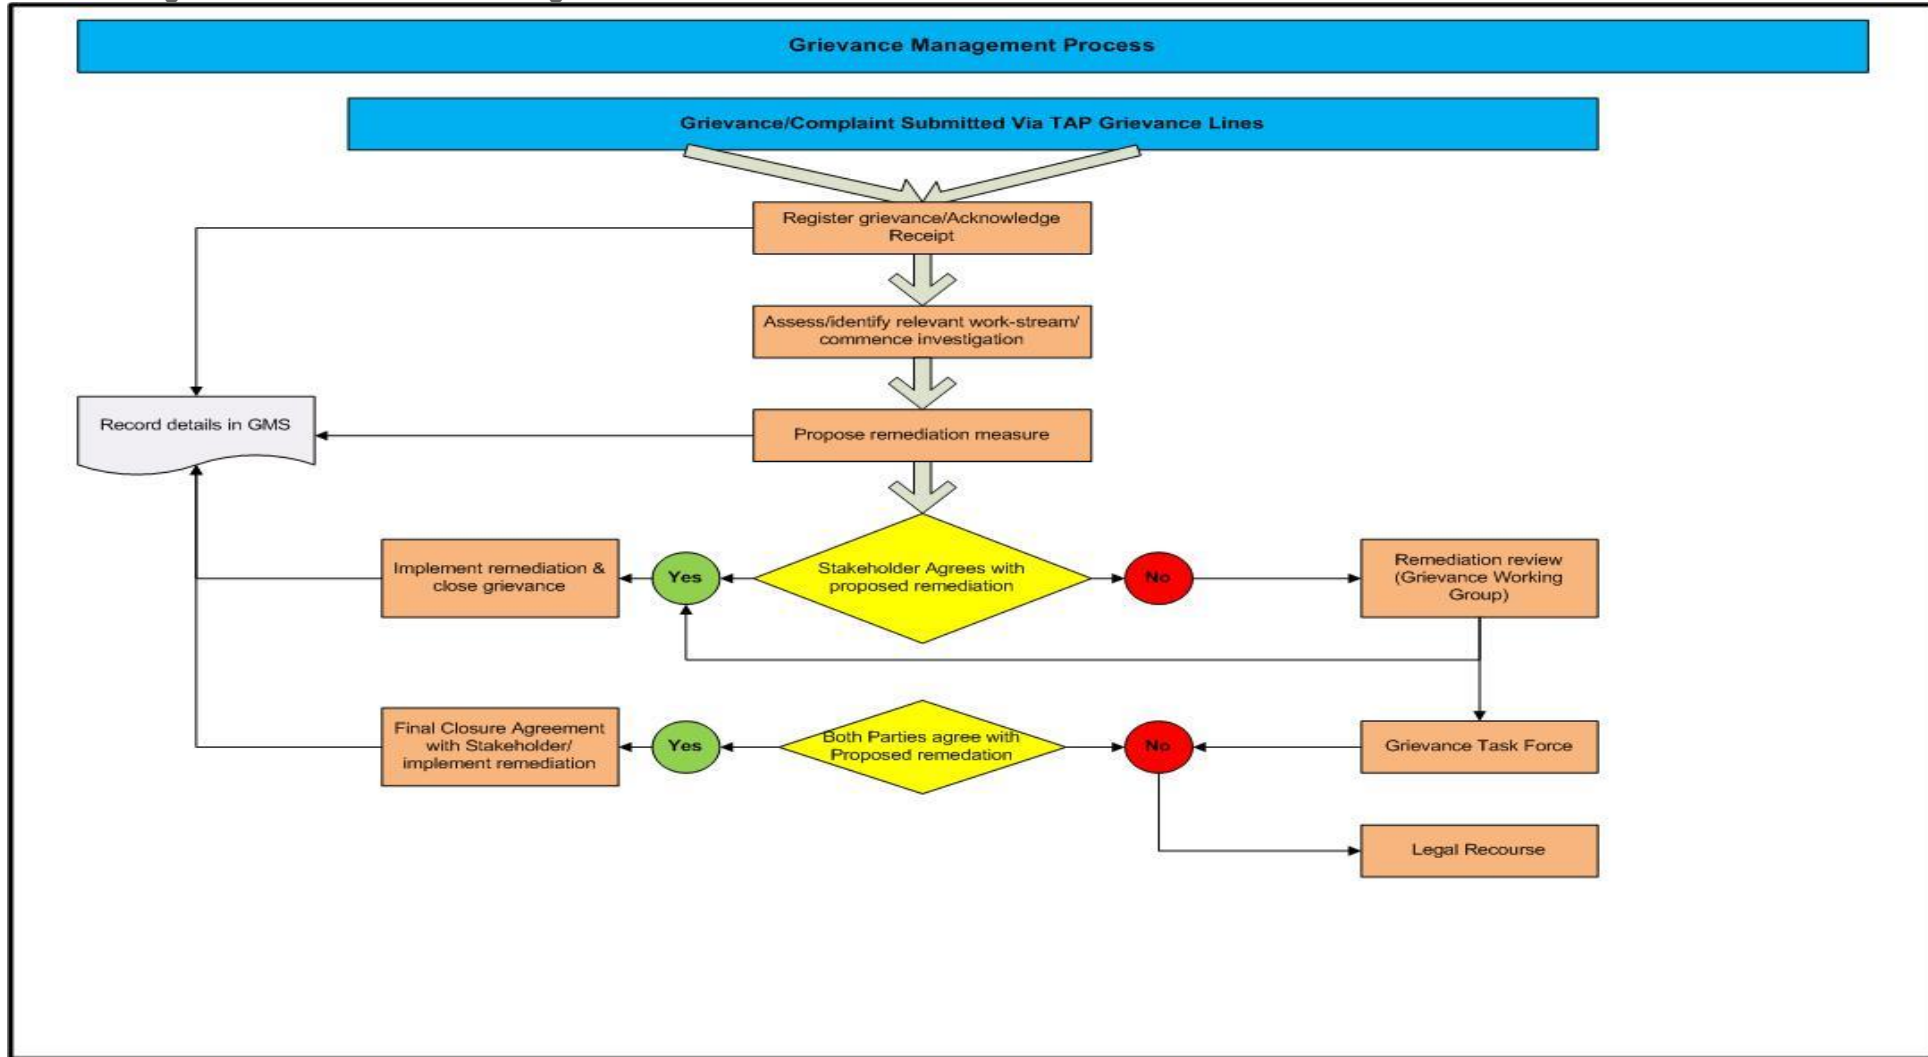 Grievance Management Process
Grievance/Complaint Submitted Via TAP Grievance Lines
Register grievance/Acknowledge
Receipt
Assess/identify relevant work-stream/
commence investigation
Record details in GMS
Propose remediation measure
Implement remediation &
close grievance
Yes
Stakeholder Agrees with
proposed remediation
No
Remediation review
(Grievance Working
Group)
Final Closure Agreement
with Stakeholder/
implement remediation
Yes
Both Parties agree with
Proposed remedation
No
Grievance Task Force
Legal Recourse